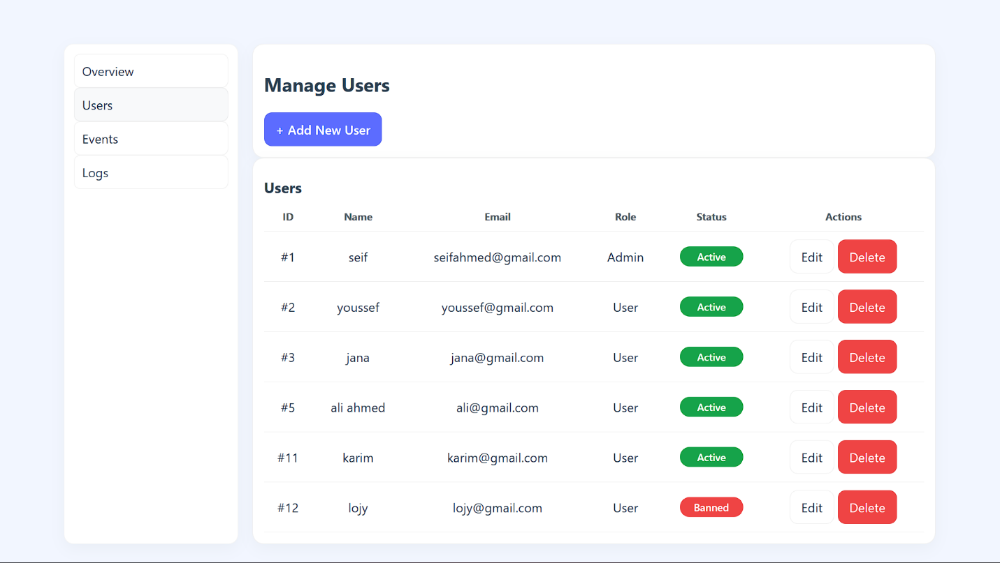 Overview
Users
Events
Logs
Manage Users
+ Add New User
Users
ID Name Email Role Status Actions
#1 seif seifahmed@gmail.com Admin Active Edit Delete
#2 youssef youssef@gmail.com User Active Edit Delete
#3 jana jana@gmail.com User Active Edit Delete
#5 ali ahmed ali@gmail.com User Active Edit Delete
#11 karim karim@gmail.com User Active Edit Delete
#12 lojy lojy@gmail.com User Banned Edit Delete